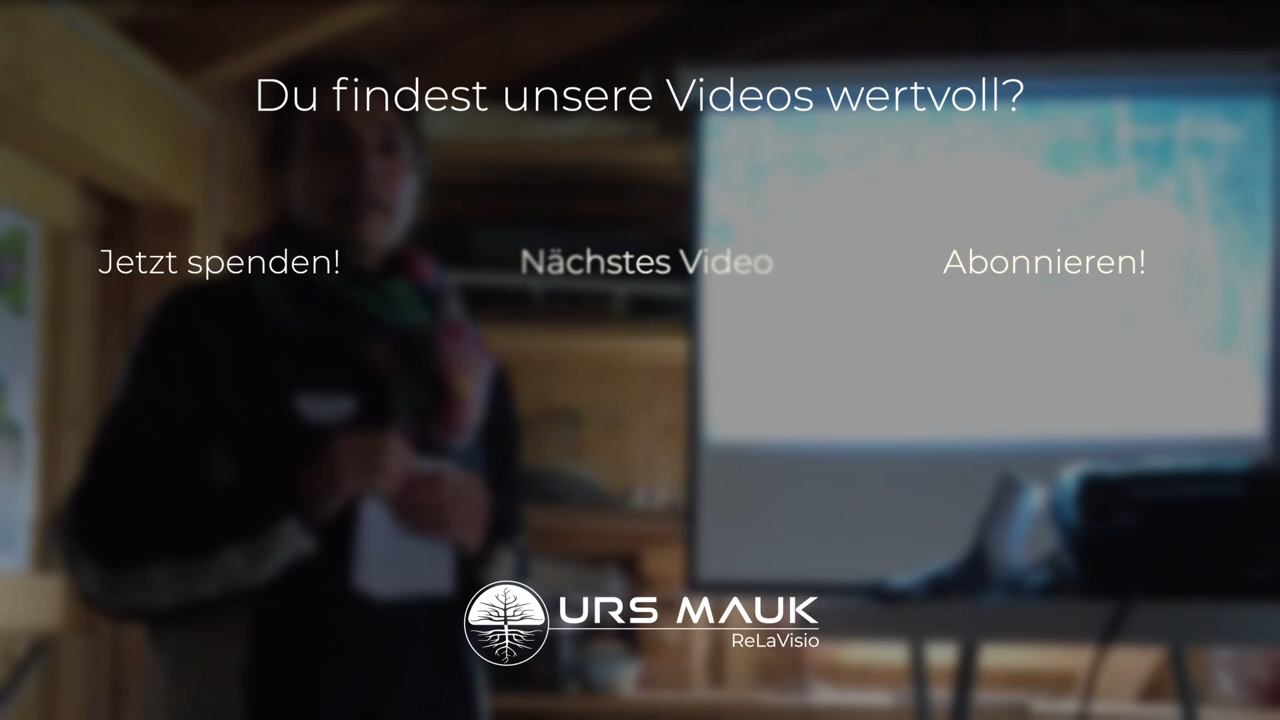 Du findest unsere Videos wertvoll?
Jetzt spenden!
Nächstes Video
Abonnieren!
URS MAUK
ReLaVisio